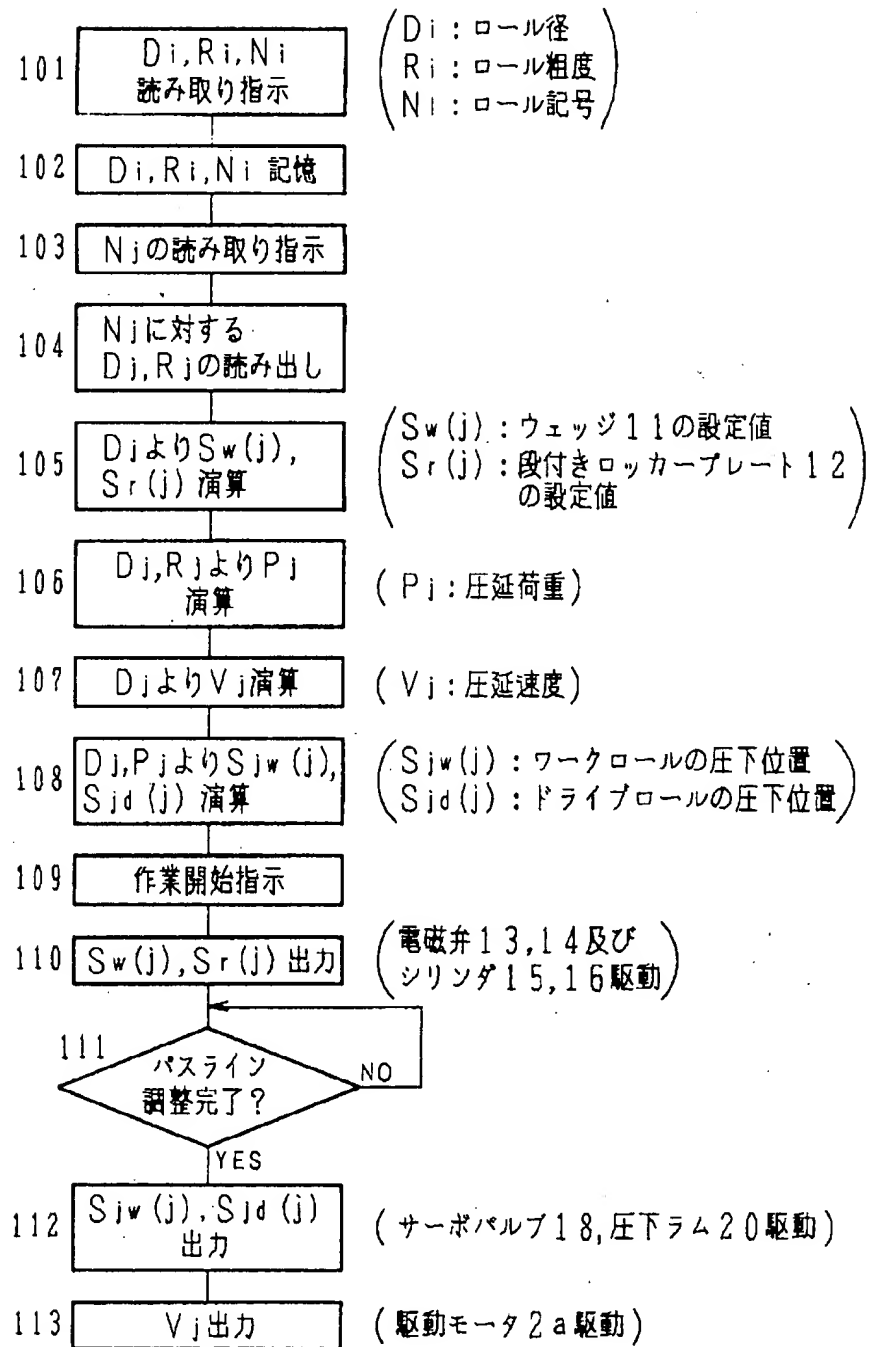 101
Di,Ri,Ni
読み取り指示
Di：ロール径
Ri：ロール粗度
Ni：ロール記号
102
Di,Ri,Ni 記憶
103
Njの読み取り指示
104
Njに対する
Dj,Rjの読み出し
105
DjよりSw(j),
Sr(j) 演算
Sw(j)：ウェッジ11の設定値
Sr(j)：段付きロッカープレート12
の設定値
106
Dj,RjよりPj
演算
(Pj：圧延荷重)
107
DjよりVj演算
(Vj：圧延速度)
108
Dj,PjよりSjw(j),
Sjd(j) 演算
Sjw(j)：ワークロールの圧下位置
Sjd(j)：ドライブロールの圧下位置
109
作業開始指示
110
Sw(j),Sr(j) 出力
電磁弁13,14及び
シリンダ15,16駆動
111
パスライン
調整完了？
NO
YES
112
Sjw(j),Sjd(j)
出力
(サーボバルブ18,圧下ラム20駆動)
113
Vj出力
(駆動モータ2a駆動)